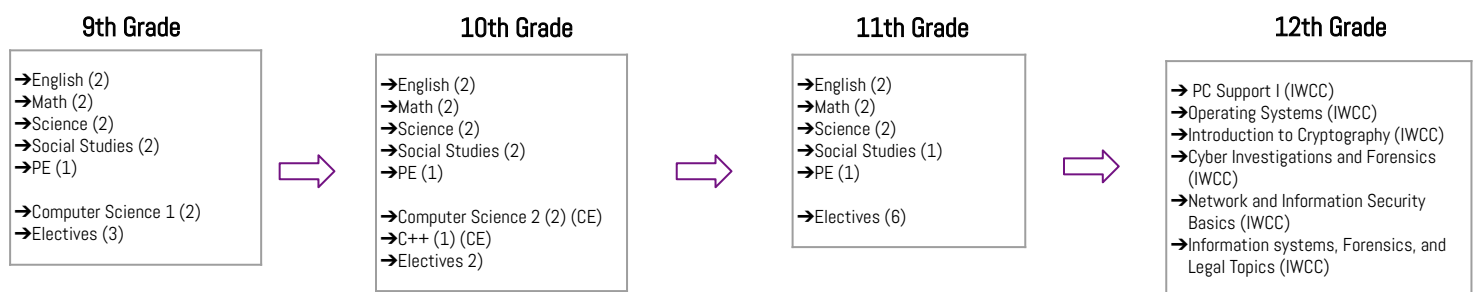 9th Grade
➔English (2)
➔Math (2)
➔Science (2)
➔Social Studies (2)
➔PE (1)
➔Computer Science 1 (2)
➔Electives (3)
10th Grade
➔English (2)
➔Math (2)
➔Science (2)
➔Social Studies (2)
➔PE (1)
➔Computer Science 2 (2) (CE)
➔C++ (1) (CE)
➔Electives 2)
11th Grade
➔English (2)
➔Math (2)
➔Science (2)
➔Social Studies (1)
➔PE (1)
➔Electives (6)
12th Grade
➔ PC Support I (IWCC)
➔Operating Systems (IWCC)
➔Introduction to Cryptography (IWCC)
➔Cyber Investigations and Forensics
(IWCC)
➔Network and Information Security
Basics (IWCC)
➔Information systems, Forensics, and
Legal Topics (IWCC)